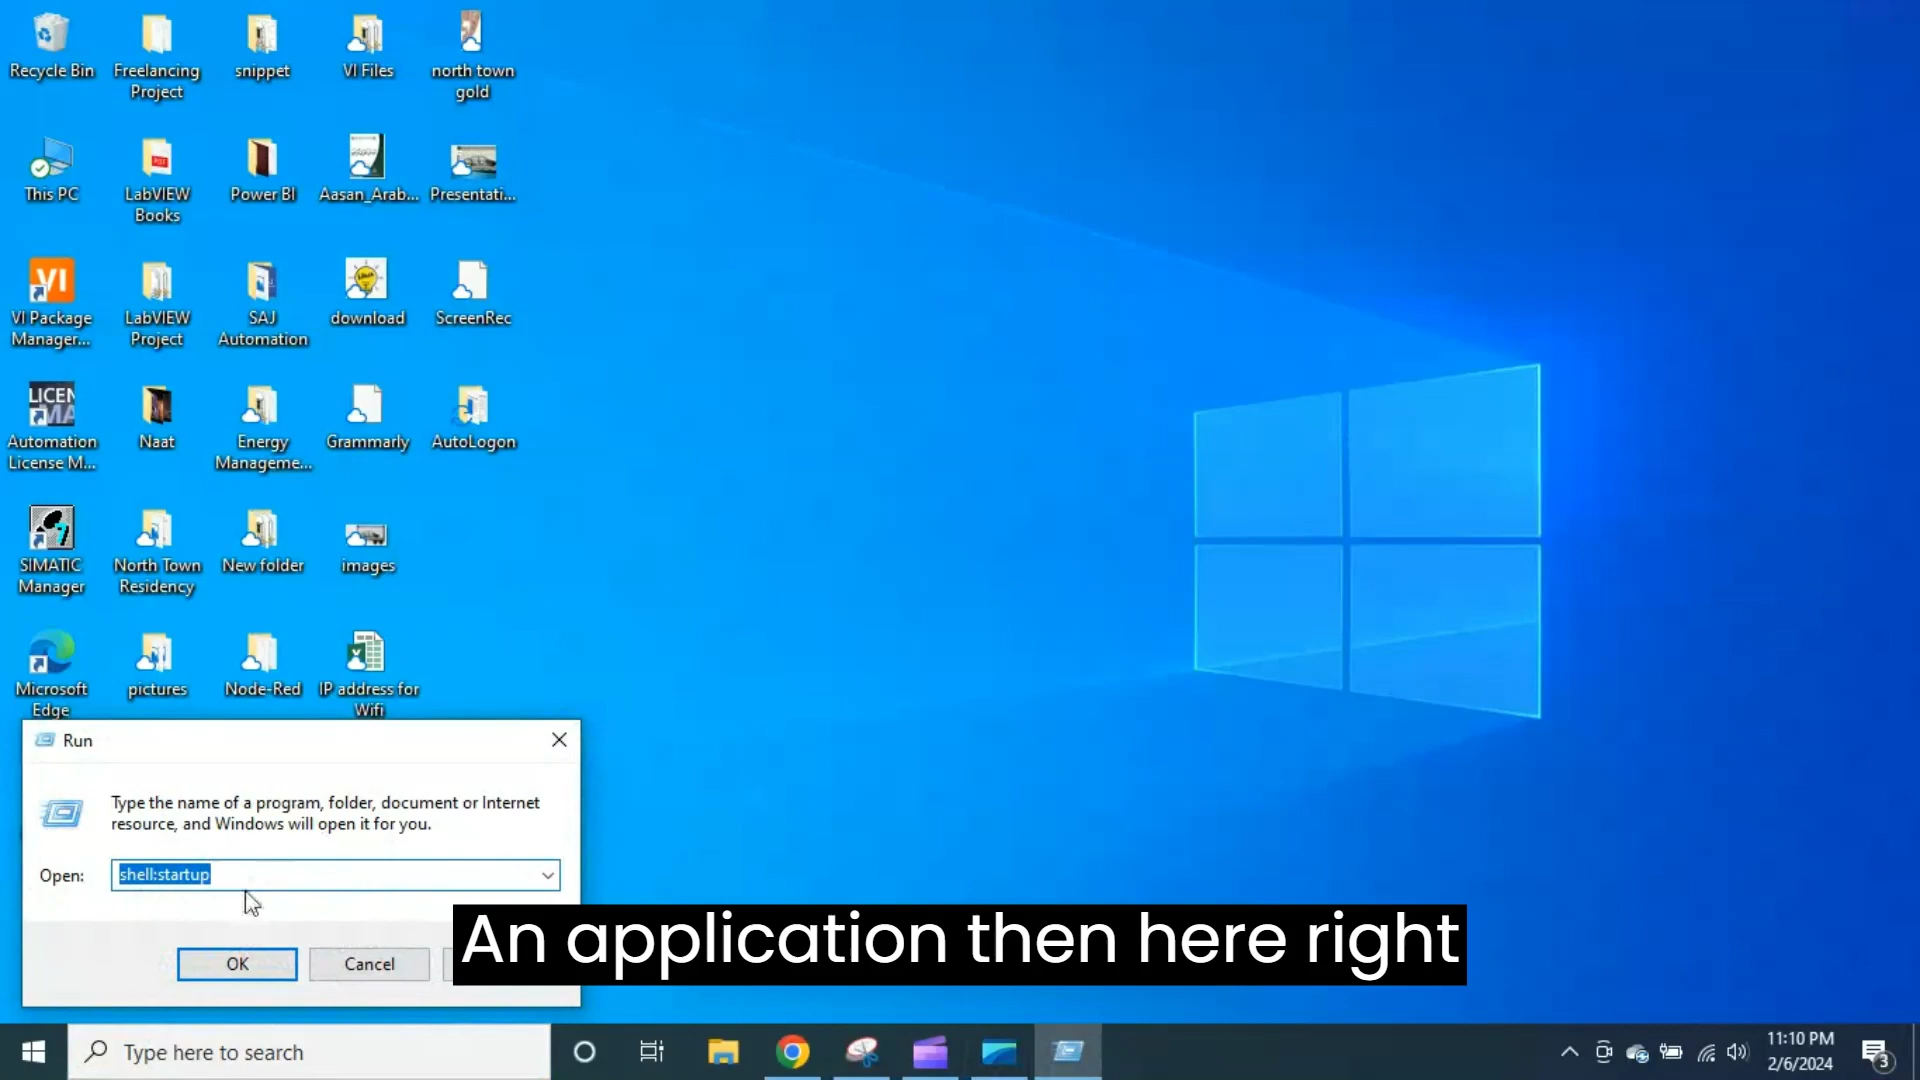 Recycle Bin
Freelancing
Project
snippet
VI Files
north town
gold
This PC
LabVIEW
Books
Power BI
Aasan_Arab...
Presentati...
VI
VI Package
Manager...
LabVIEW
Project
SAJ
Automation
download
ScreenRec
LICEN
MA
Automation
License M...
Naat
Energy
Manageme...
Grammarly
AutoLogon
SIMATIC
Manager
North Town
Residency
New folder
images
Microsoft
Edge
pictures
Node-Red
IP address for
Wifi
Run
Type the name of a program, folder, document or Internet
resource, and Windows will open it for you.
Open:
shell:startup
OK
Cancel
An application then here right
Type here to search
11:10 PM
2/6/2024
3